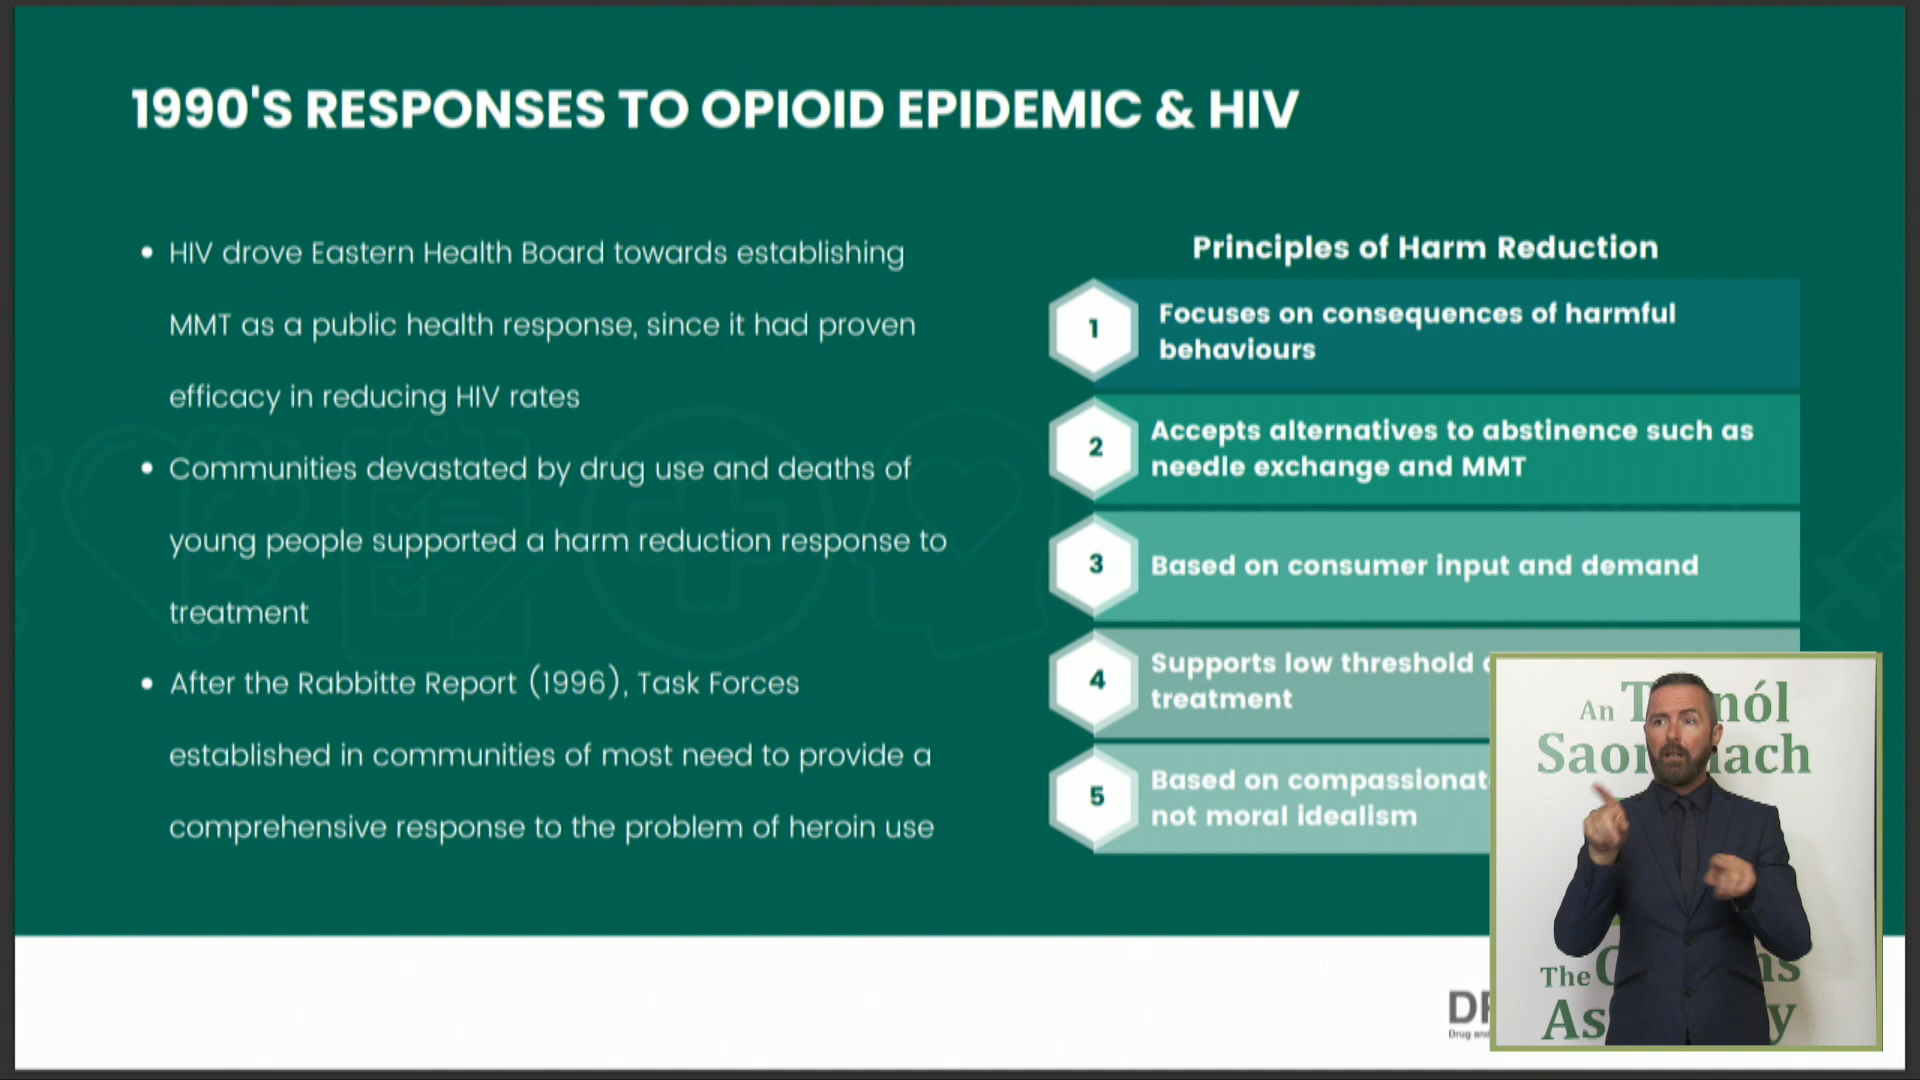 1990'S RESPONSES TO OPIOID EPIDEMIC & HIV
• HIV drove Eastern Health Board towards establishing
MMT as a public health response, since it had proven
efficacy in reducing HIV rates
• Communities devastated by drug use and deaths of
young people supported a harm reduction response to
treatment
• After the Rabbitte Report (1996), Task Forces
established in communities of most need to provide a
comprehensive response to the problem of heroin use
Principles of Harm Reduction
1 Focuses on consequences of harmful
behaviours
2 Accepts alternatives to abstinence such as
needle exchange and MMT
3 Based on consumer input and demand
4 Supports low threshold
treatment
5 Based on
not moral idealism
An
The
Drug